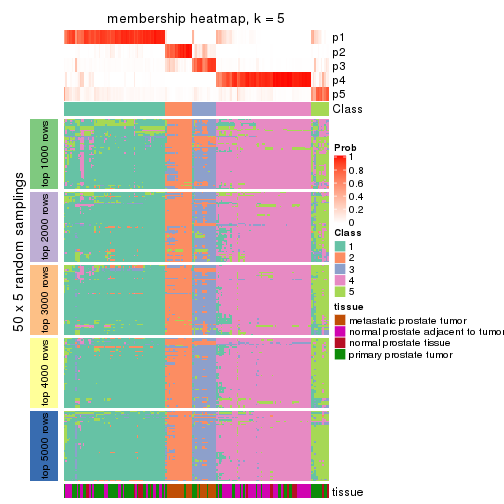 membership heatmap, k = 5
p1
p2
p3
p4
p5
Class
50 x 5 random samplings
top 1000 rows
top 2000 rows
top 3000 rows
top 4000 rows
top 5000 rows
Prob
1
0.8
0.6
0.4
0.2
0
Class
1
2
3
4
5
tissue
metastatic prostate tumor
normal prostate adjacent to tumor
normal prostate tissue
primary prostate tumor
tissue